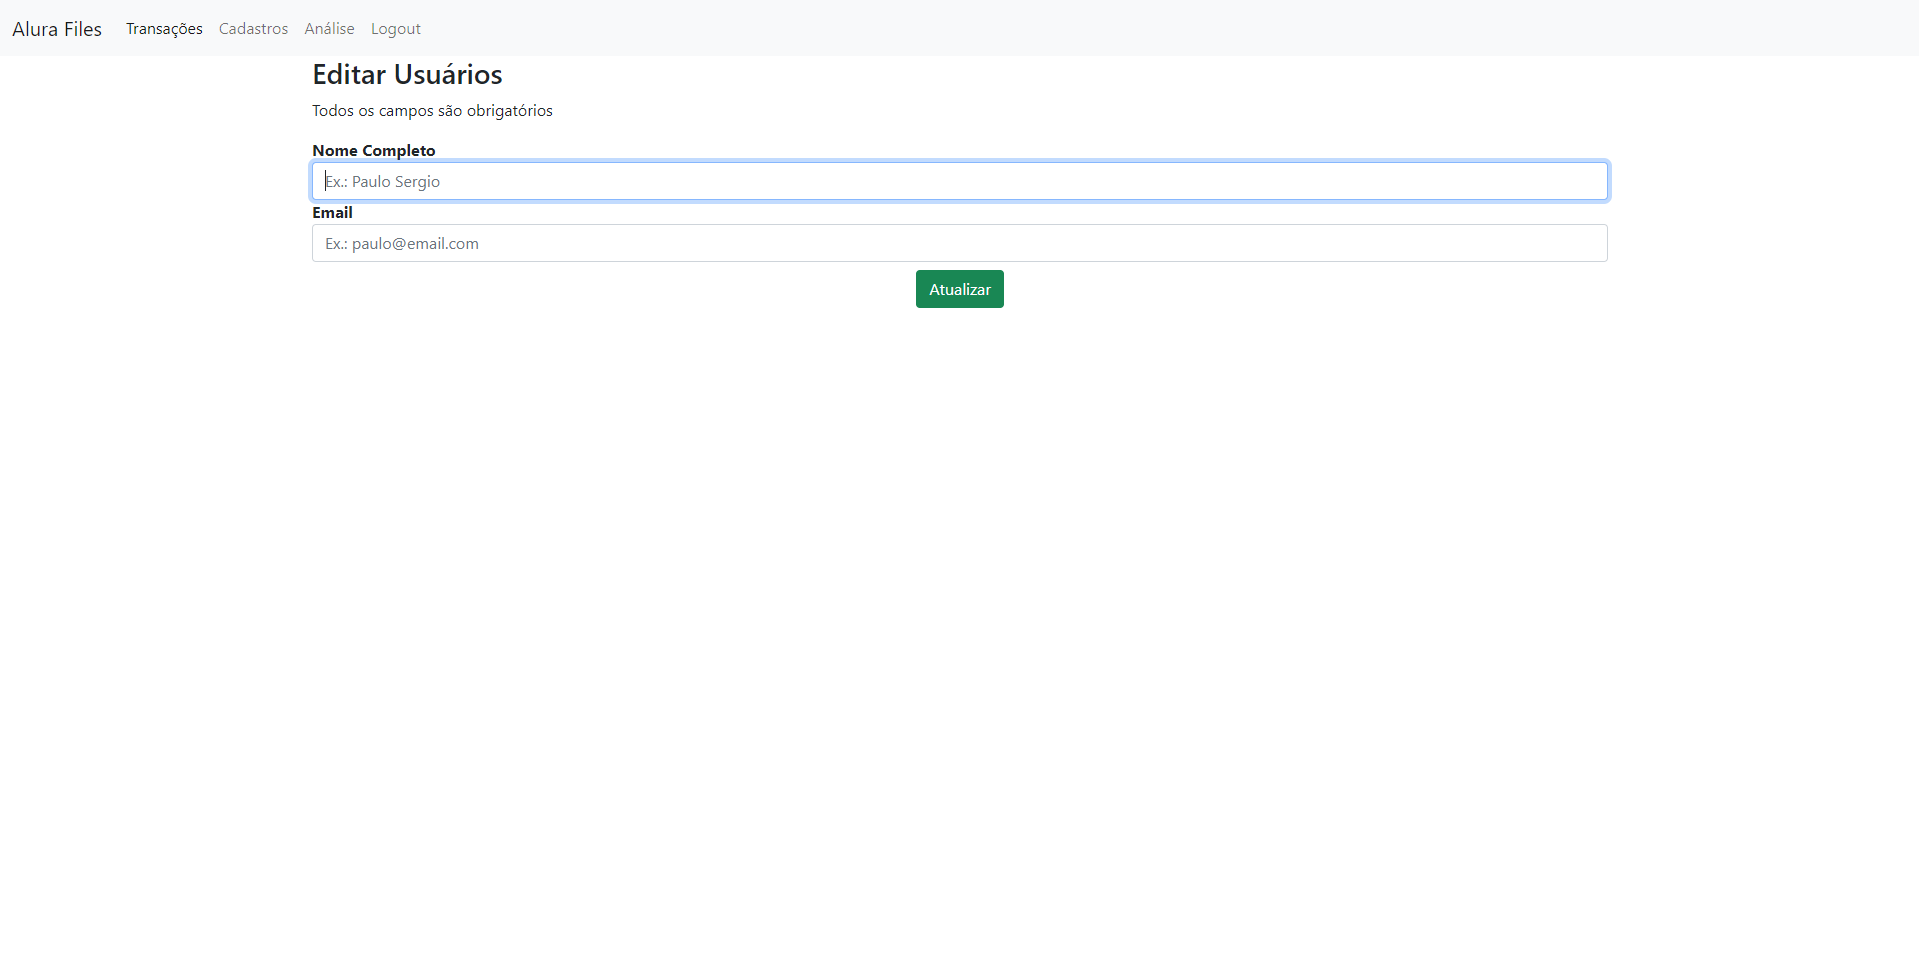 Alura Files Transações Cadastros Análise Logout
Editar Usuários
Todos os campos são obrigatórios
Nome Completo
Ex.: Paulo Sergio
Email
Ex.: paulo@email.com
Atualizar